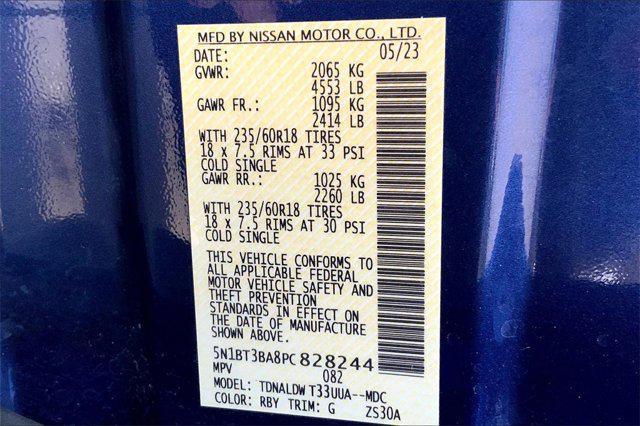 MFD BY NISSAN MOTOR CO., LTD.
DATE: 05/23
GVWR: 2065 KG
4553 LB
GAWR FR.: 1095 KG
2414 LB
WITH 235/60R18 TIRES
18 x 7.5 RIMS AT 33 PSI
COLD SINGLE
GAWR RR.: 1025 KG
2260 LB
WITH 235/60R18 TIRES
18 x 7.5 RIMS AT 30 PSI
COLD SINGLE
THIS VEHICLE CONFORMS TO
ALL APPLICABLE FEDERAL
MOTOR VEHICLE SAFETY AND
THEFT PREVENTION
STANDARDS IN EFFECT ON
THE DATE OF MANUFACTURE
SHOWN ABOVE.
5N1BT3BA8PC828244
MPV 082
MODEL: TDNALDW T33UUA--MDC
COLOR: RBY TRIM: G ZS30A